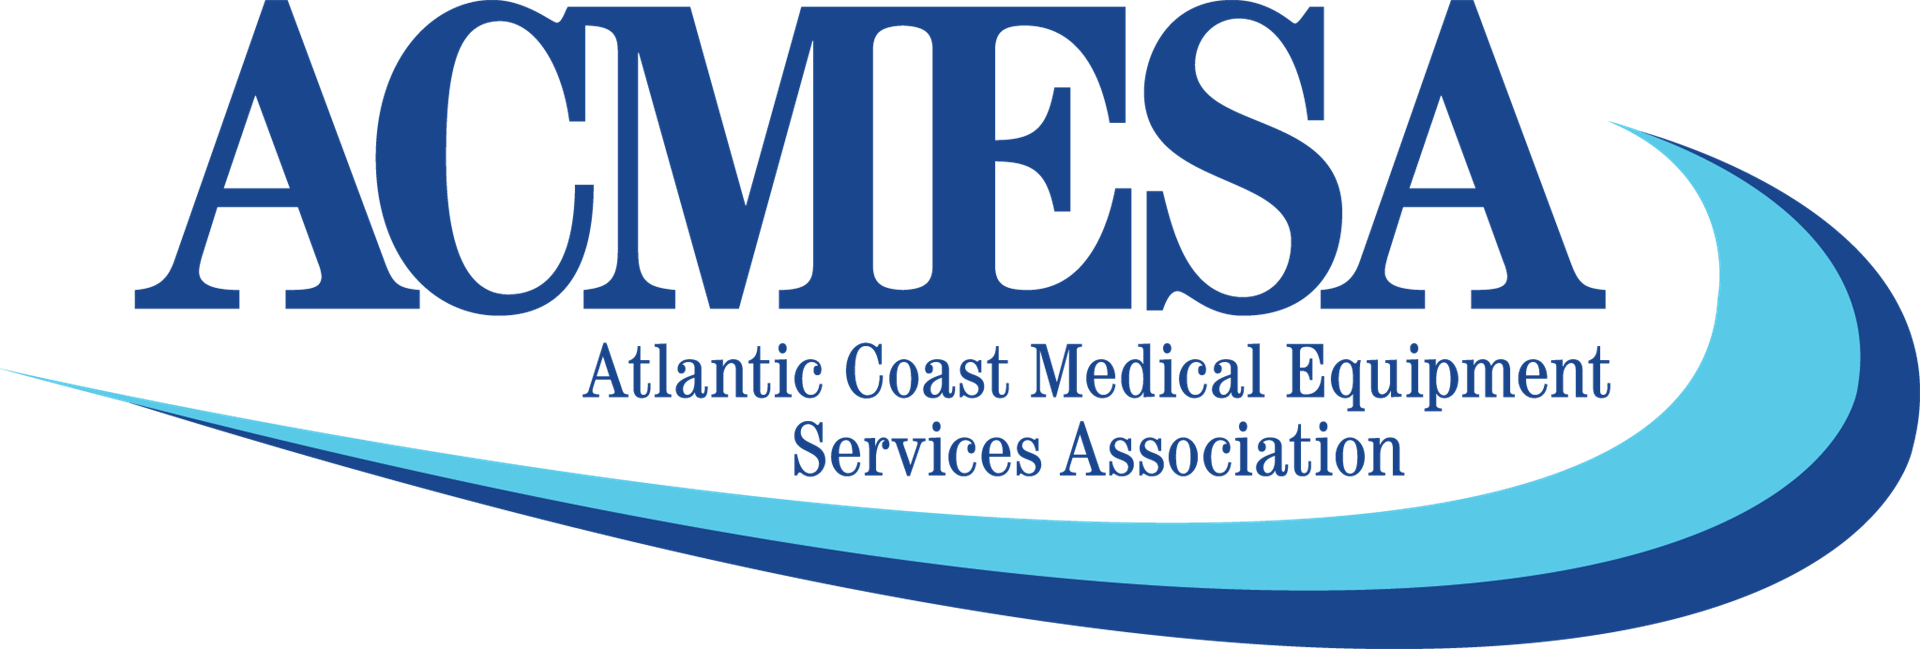 ACMESA
Atlantic Coast Medical Equipment
Services Association